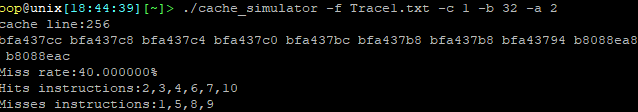 oop@unix[18:44:39][~]> ./cache_simulator -f Trace1.txt -c 1 -b 32 -a 2
cache line:256
bfa437cc bfa437c8 bfa437c4 bfa437c0 bfa437bc bfa437b8 bfa437b8 bfa43794 b8088ea8
b8088eac
Miss rate:40.000000%
Hits instructions:2,3,4,6,7,10
Misses instructions:1,5,8,9